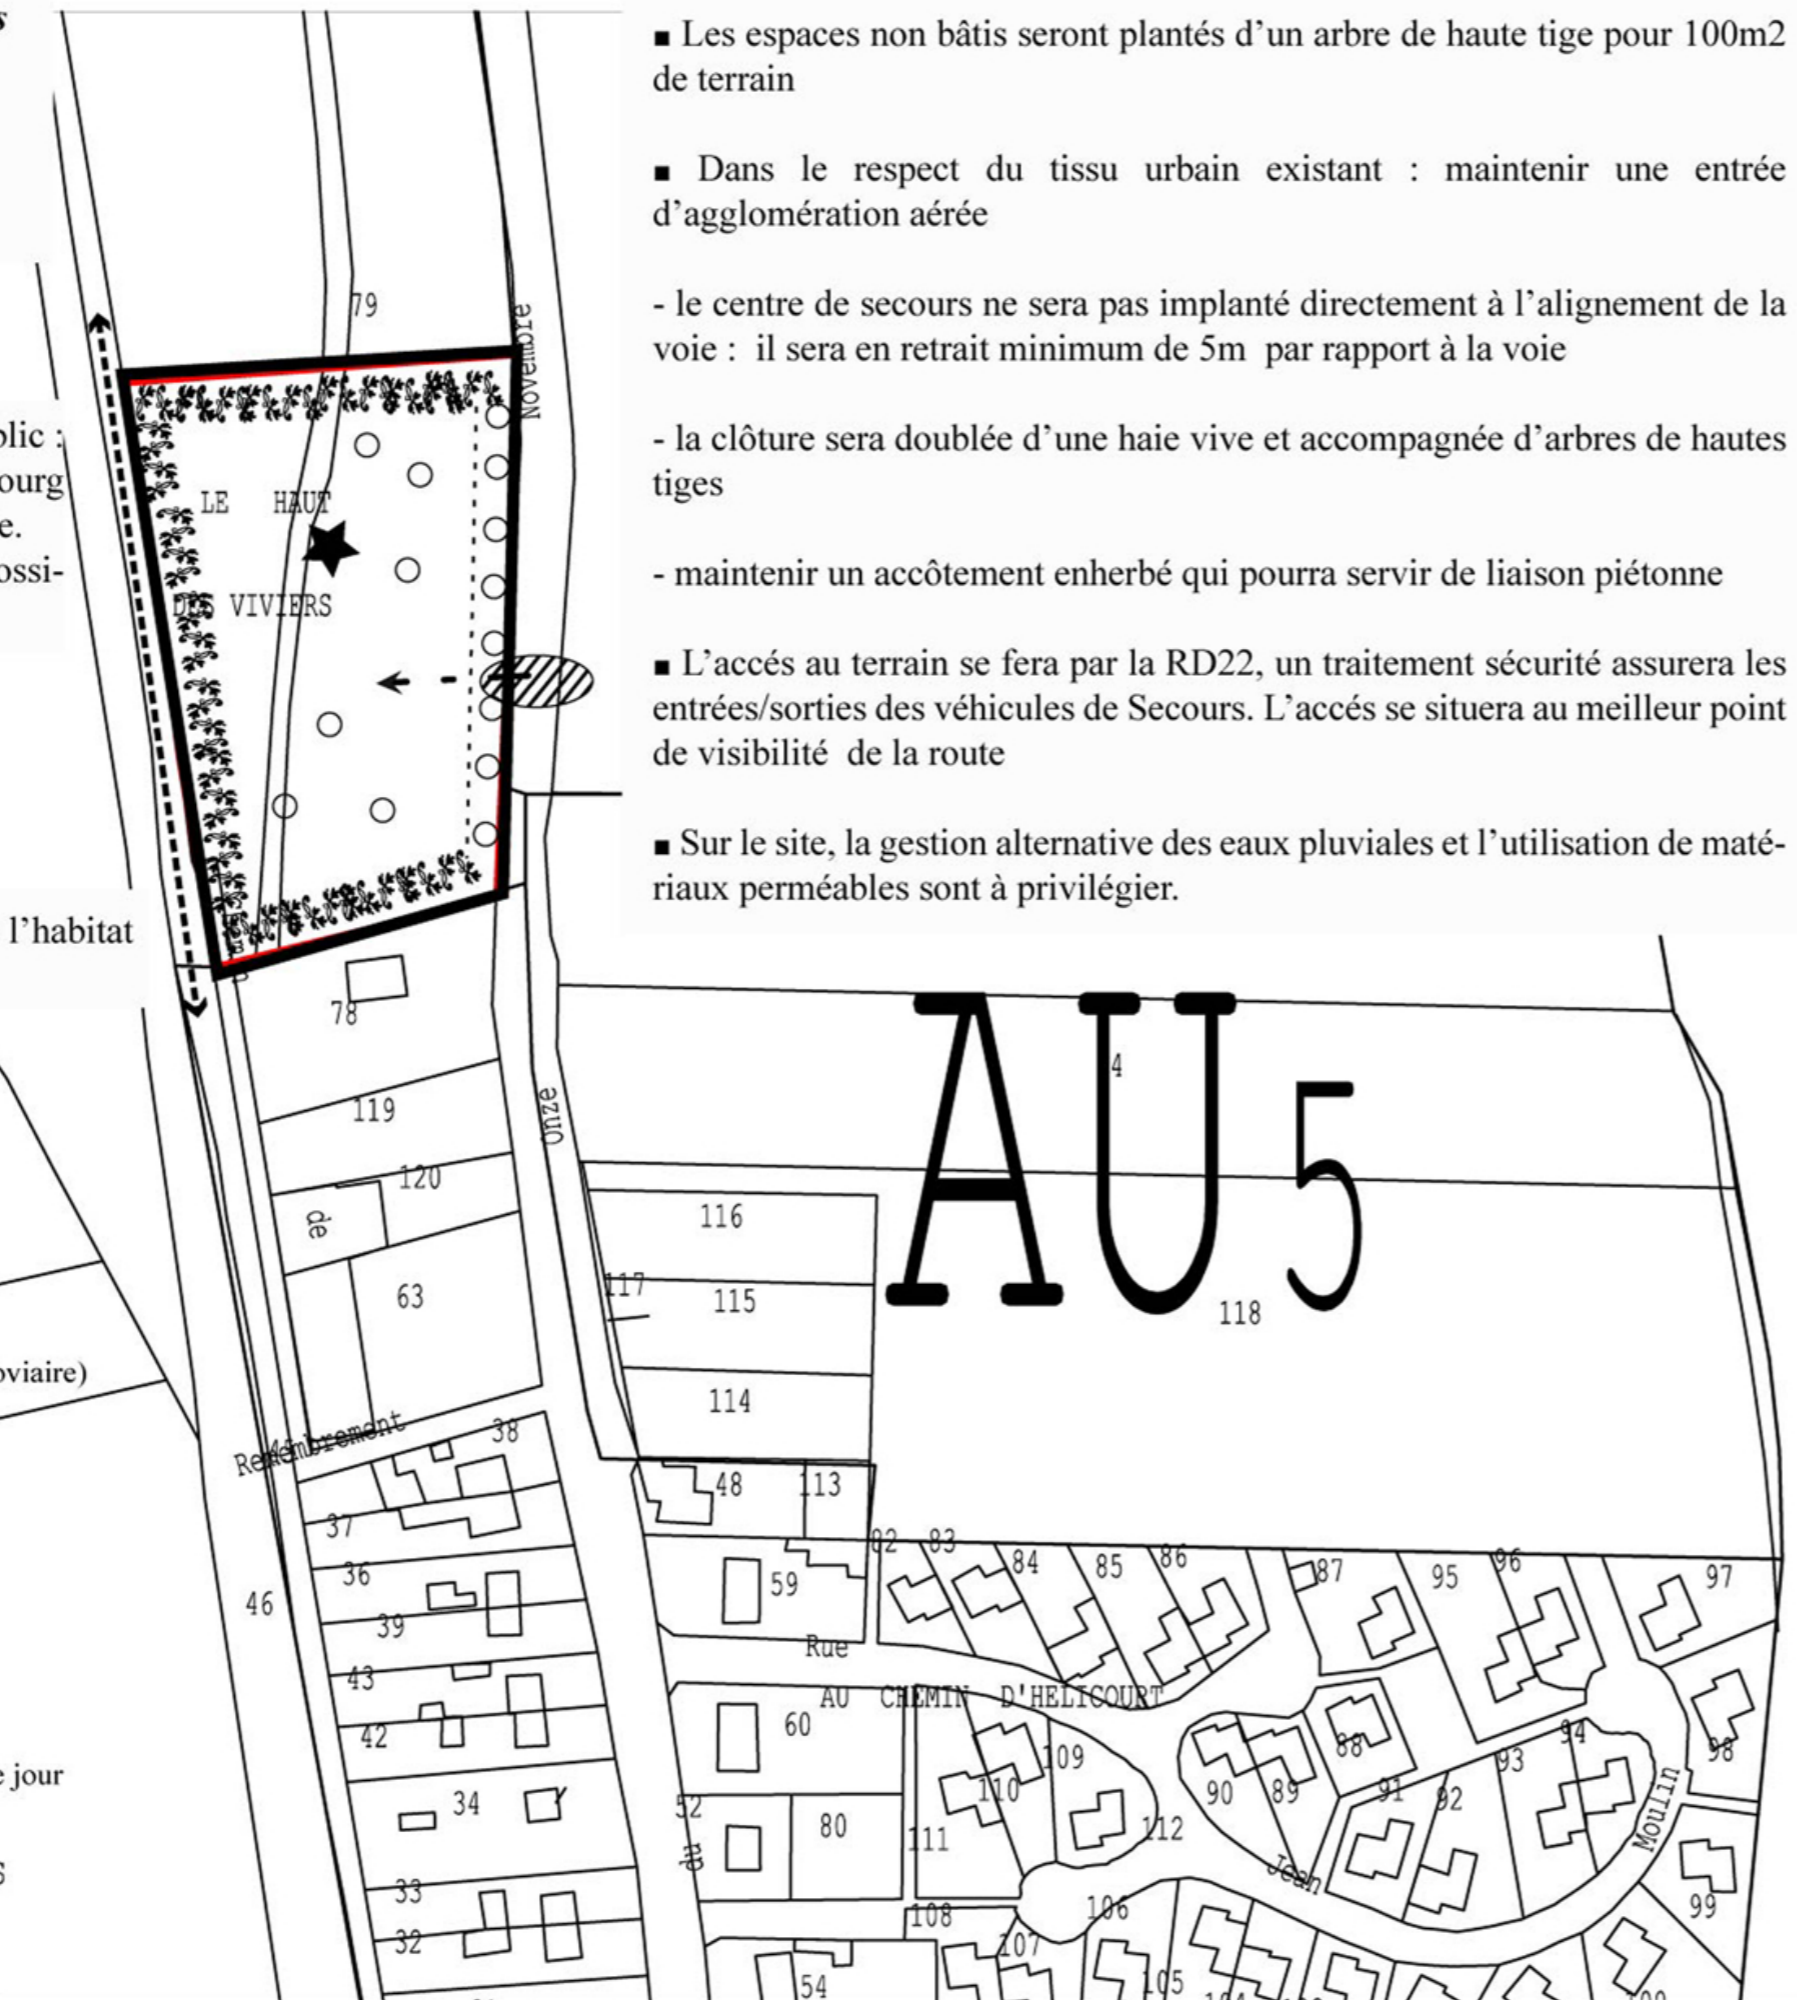 ■ Les espaces non bâtis seront plantés d’un arbre de haute tige pour 100m2
de terrain
■ Dans le respect du tissu urbain existant : maintenir une entrée
d’agglomération aérée
- le centre de secours ne sera pas implanté directement à l’alignement de la
voie : il sera en retrait minimum de 5m par rapport à la voie
- la clôture sera doublée d’une haie vive et accompagnée d’arbres de hautes
tiges
- maintenir un accôtement enherbé qui pourra servir de liaison piétonne
■ L’accés au terrain se fera par la RD22, un traitement sécurité assurera les
entrées/sorties des véhicules de Secours. L’accés se situera au meilleur point
de visibilité de la route
■ Sur le site, la gestion alternative des eaux pluviales et l’utilisation de maté-
riaux perméables sont à privilégier.
s
blic :
ourg
e.
ossi-
l’habitat
oviaire)
e jour
s
79
Novembre
LE HAUT
DES VIVIERS
78
119
Onze
120
de
63
AU5
4
116
117
115
118
114
Remembrement
38
48
113
37
82
83
84
85
86
87
95
96
97
36
59
46
39
Rue
43
AU CHEMIN D'HELICOURT
60
42
109
88
94
98
93
34
110
90
89
91
92
52
80
111
112
Moulin
du
Jean
33
108
106
99
32
107
54
105